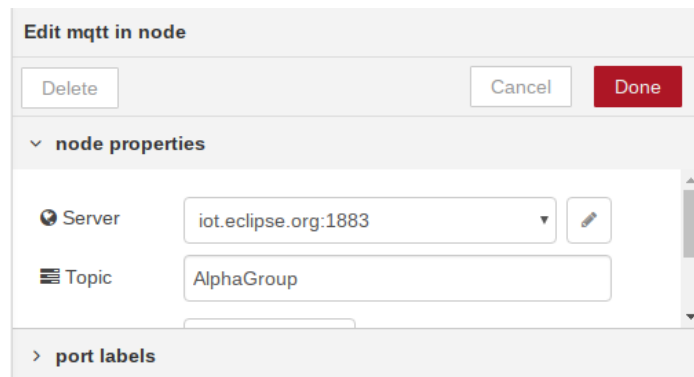 Edit mqtt in node
Delete Cancel Done
node properties
Server iot.eclipse.org:1883
Topic AlphaGroup
port labels